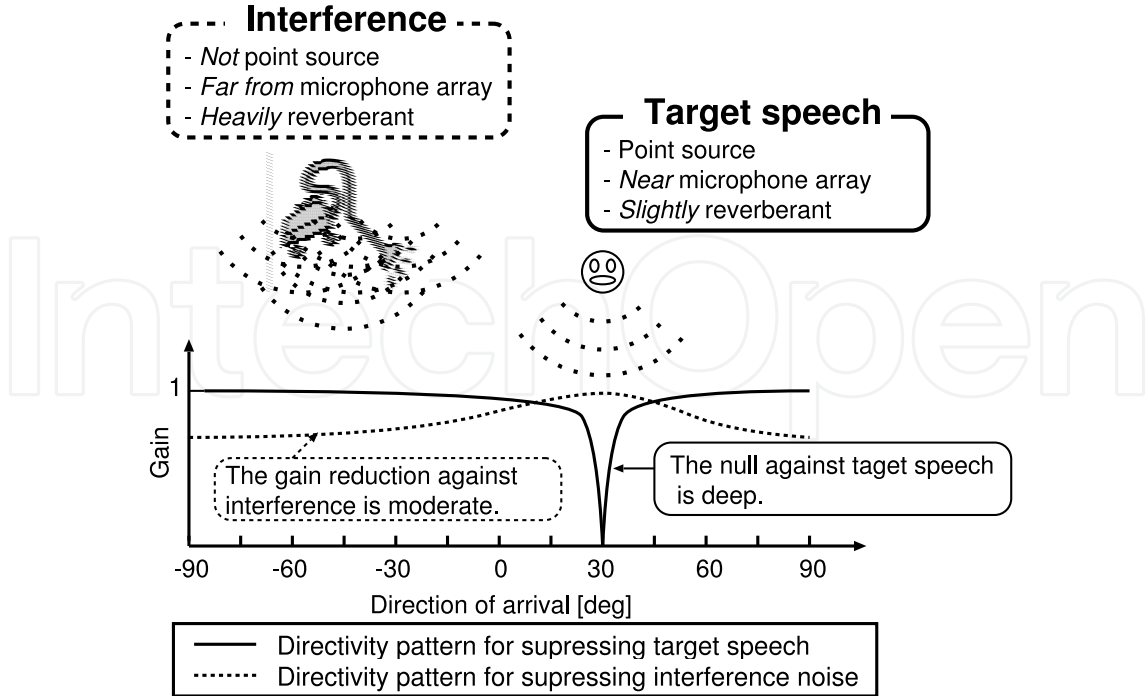 Interference
- Not point source
- Far from microphone array
- Heavily reverberant
Target speech
- Point source
- Near microphone array
- Slightly reverberant
IntechOpen
1
Gain
The gain reduction against
interference is moderate.
The null against taget speech
is deep.
-90 -60 -30 0 30 60 90
Direction of arrival [deg]
Directivity pattern for supressing target speech
Directivity pattern for supressing interference noise